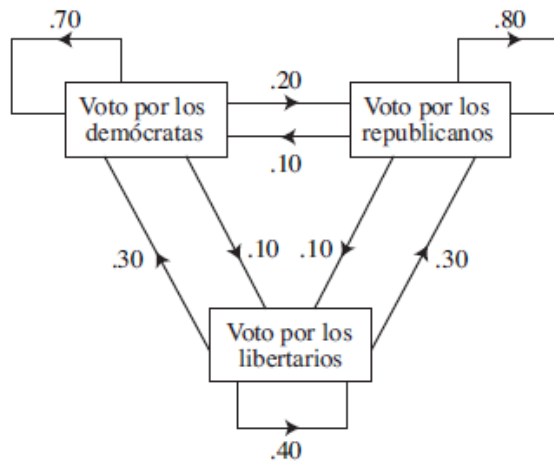 .70
.80
.20
Voto por los
demócratas
Voto por los
republicanos
.10
.30
.10
.10
.30
Voto por los
libertarios
.40